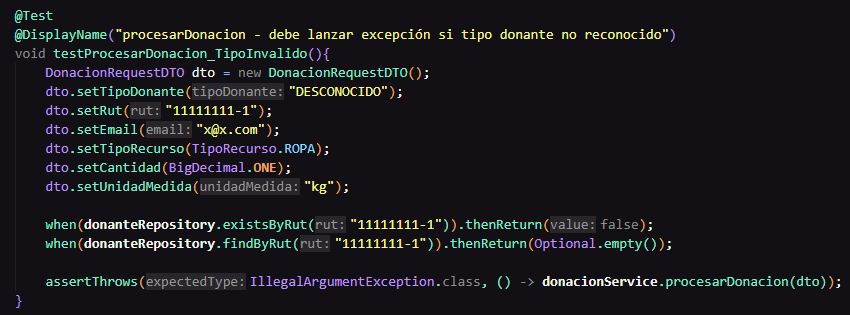 @Test
@DisplayName("procesarDonacion - debe lanzar excepción si tipo donante no reconocido")
void testProcesarDonacion_TipoInvalido(){
    DonacionRequestDTO dto = new DonacionRequestDTO();
    dto.setTipoDonante(tipoDonante: "DESCONOCIDO");
    dto.setRut(rut: "11111111-1");
    dto.setEmail(email: "x@x.com");
    dto.setTipoRecurso(TipoRecurso.ROPA);
    dto.setCantidad(BigDecimal.ONE);
    dto.setUnidadMedida(unidadMedida: "kg");

    when(donanteRepository.existsByRut(rut: "11111111-1")).thenReturn(value: false);
    when(donanteRepository.findByRut(rut: "11111111-1")).thenReturn(Optional.empty());

    assertThrows(expectedType: IllegalArgumentException.class, () -> donacionService.procesarDonacion(dto));
}